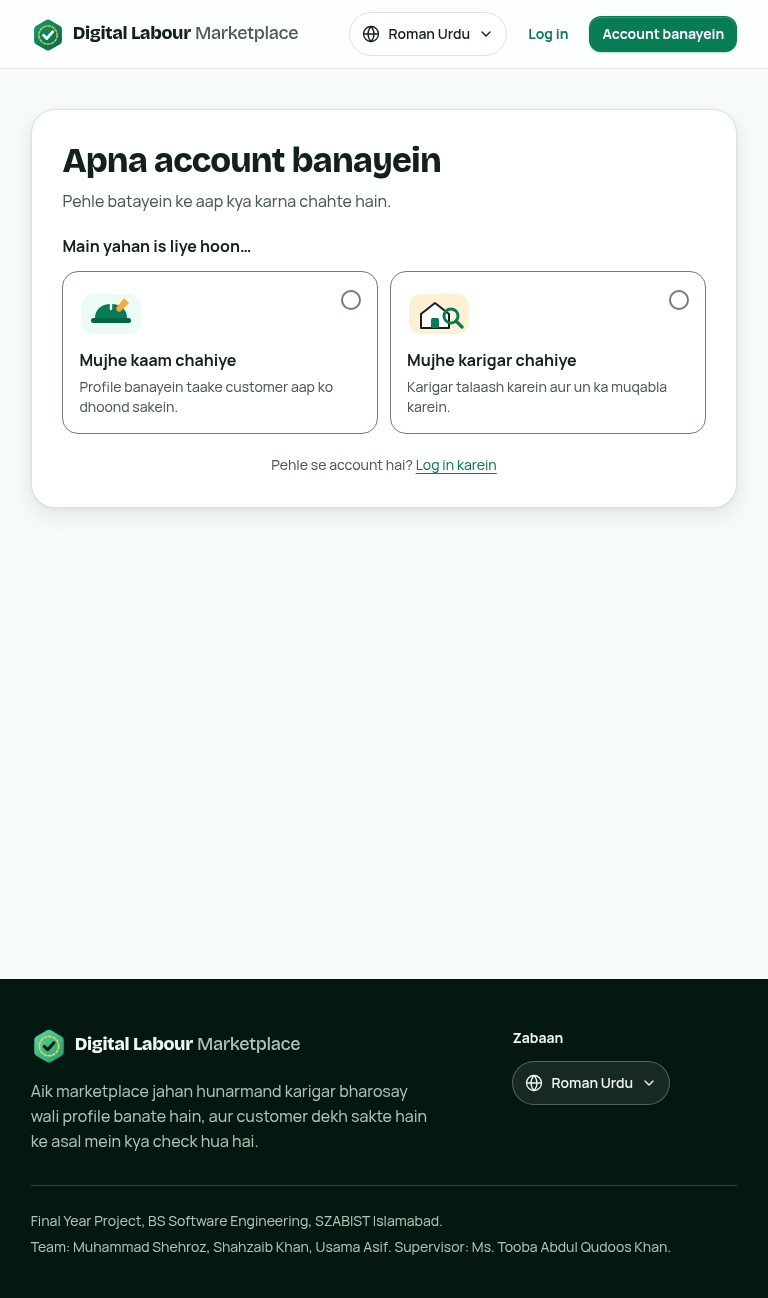 Digital Labour Marketplace
Roman Urdu
Log in
Account banayein
Apna account banayein
Pehle batayein ke aap kya karna chahte hain.
Main yahan is liye hoon…
Mujhe kaam chahiye
Profile banayein taake customer aap ko
dhoond sakein.
Mujhe karigar chahiye
Karigar talaash karein aur un ka muqabla
karein.
Pehle se account hai? Log in karein
Digital Labour Marketplace
Aik marketplace jahan hunarmand karigar bharosay
wali profile banate hain, aur customer dekh sakte hain
ke asal mein kya check hua hai.
Zabaan
Roman Urdu
Final Year Project, BS Software Engineering, SZABIST Islamabad.
Team: Muhammad Shehroz, Shahzaib Khan, Usama Asif. Supervisor: Ms. Tooba Abdul Qudoos Khan.